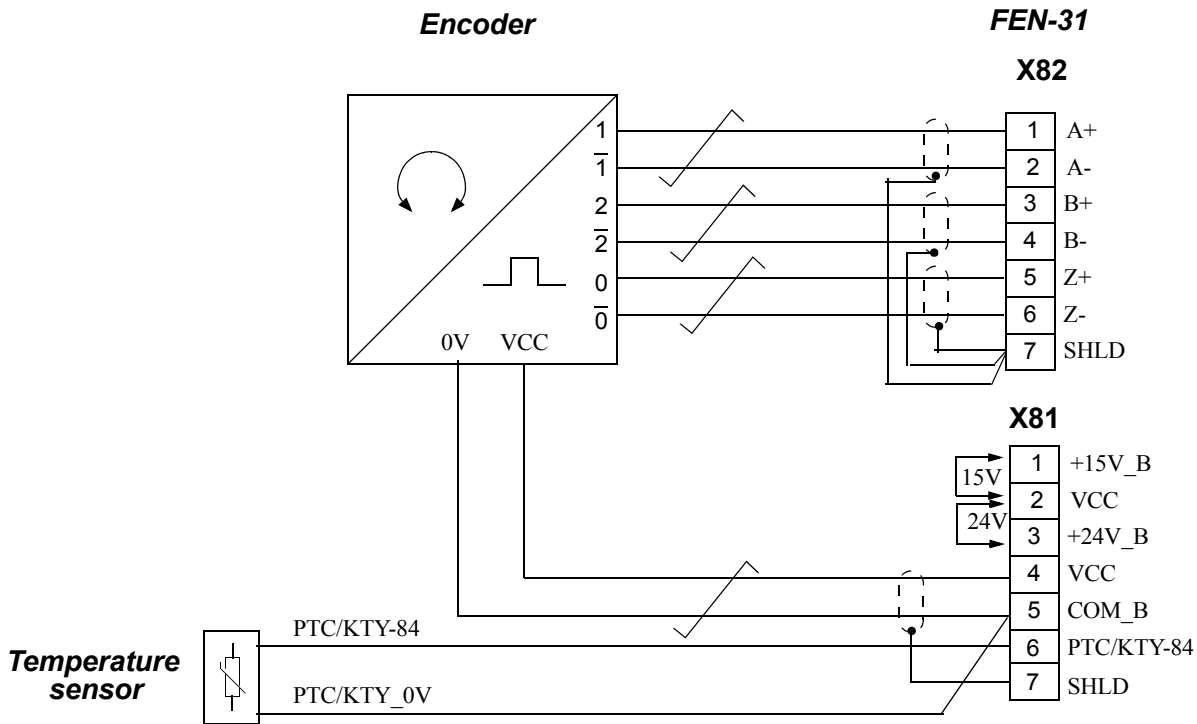 Encoder
FEN-31
X82
1
1̅
2
2̅
0
0̅
0V VCC
1 A+
2 A-
3 B+
4 B-
5 Z+
6 Z-
7 SHLD
X81
15V
24V
1 +15V_B
2 VCC
3 +24V_B
4 VCC
5 COM_B
6 PTC/KTY-84
7 SHLD
PTC/KTY-84
PTC/KTY_0V
Temperature
sensor